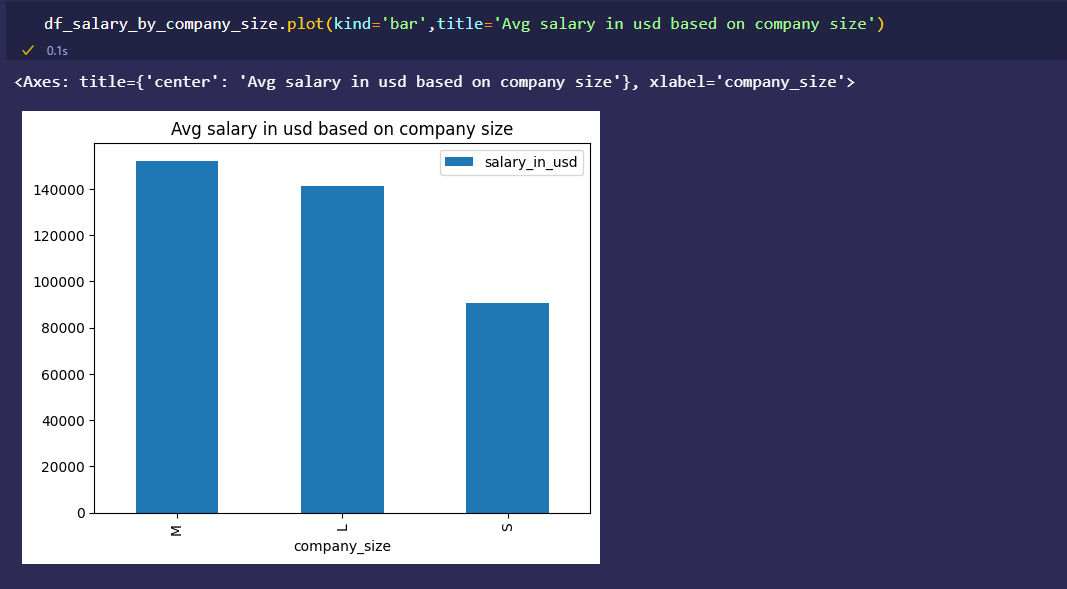 df_salary_by_company_size.plot(kind='bar',title='Avg salary in usd based on company size')
0.1s
<Axes: title={'center': 'Avg salary in usd based on company size'}, xlabel='company_size'>
Avg salary in usd based on company size
salary_in_usd
140000
120000
100000
80000
60000
40000
20000
0
M L S
company_size